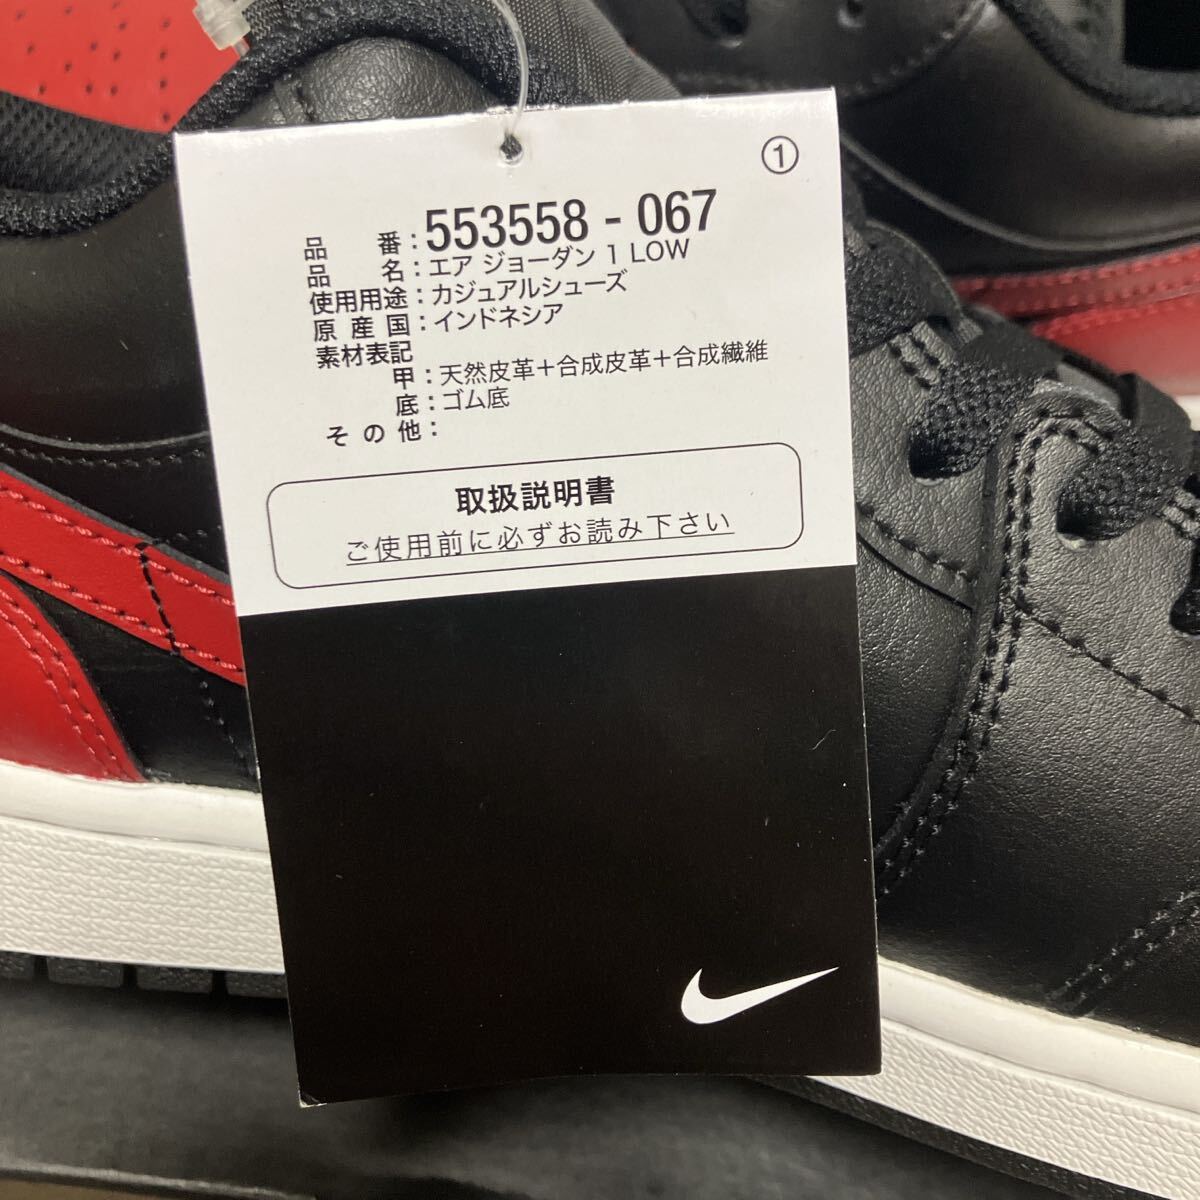 ①
品番：553558-067
品名：エア ジョーダン 1 LOW
使用用途：カジュアルシューズ
原産国：インドネシア
素材表記
甲：天然皮革＋合成皮革＋合成繊維
底：ゴム底
その他：
取扱説明書
ご使用前に必ずお読み下さい